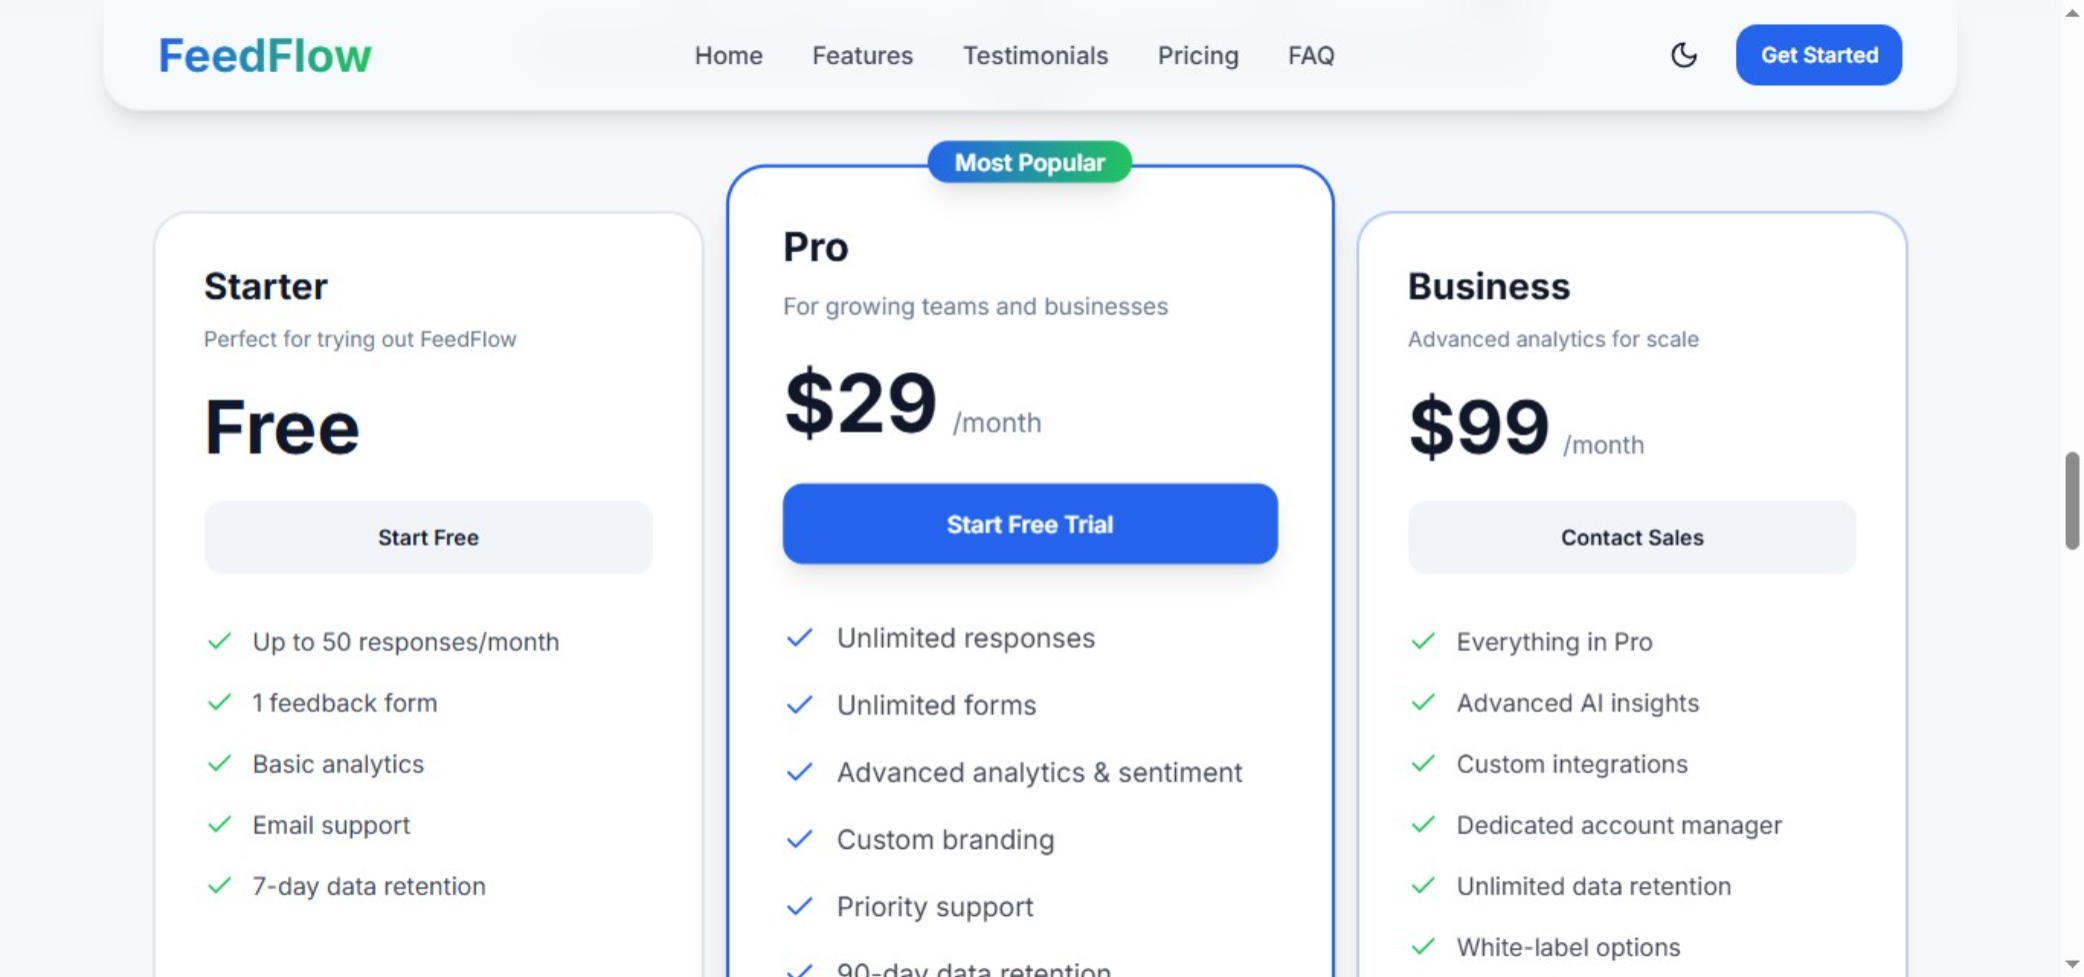 FeedFlow
Home
Features
Testimonials
Pricing
FAQ
Get Started
Starter
Perfect for trying out FeedFlow
Free
Start Free
Up to 50 responses/month
1 feedback form
Basic analytics
Email support
7-day data retention
Most Popular
Pro
For growing teams and businesses
$29 /month
Start Free Trial
Unlimited responses
Unlimited forms
Advanced analytics & sentiment
Custom branding
Priority support
90-day data retention
Business
Advanced analytics for scale
$99 /month
Contact Sales
Everything in Pro
Advanced AI insights
Custom integrations
Dedicated account manager
Unlimited data retention
White-label options